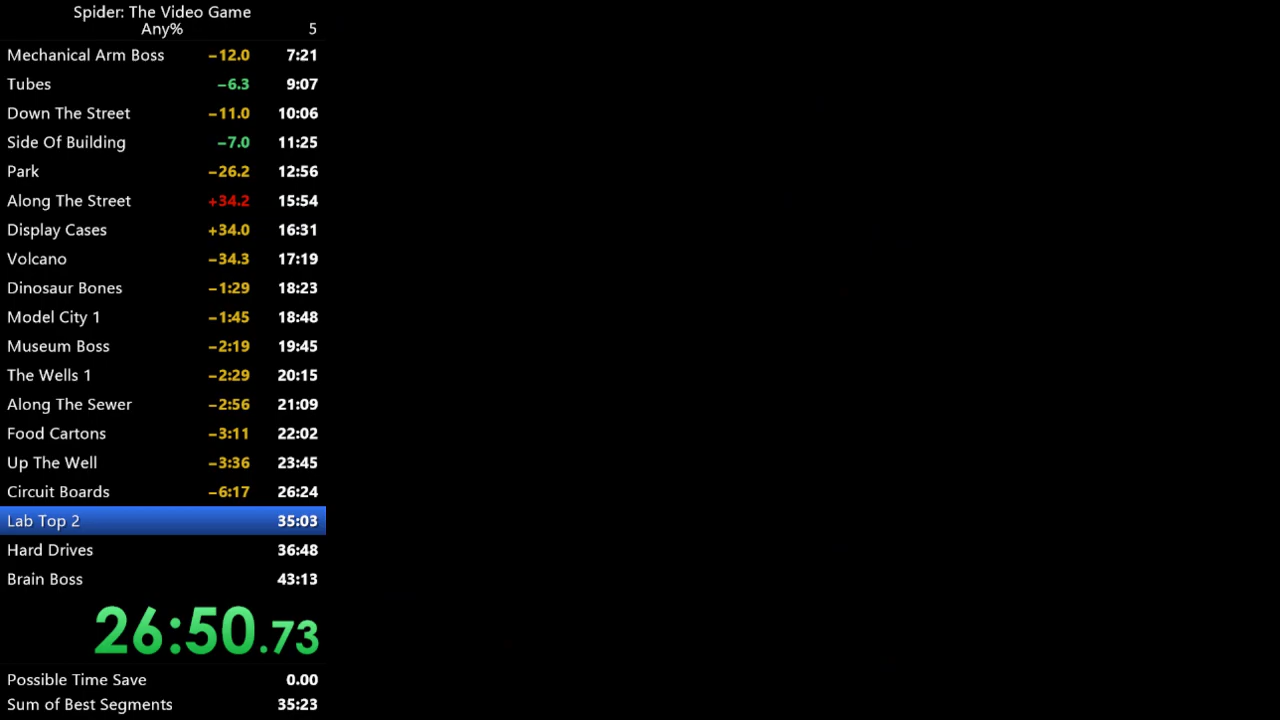 Spider: The Video Game
Any% 5
Mechanical Arm Boss −12.0 7:21
Tubes −6.3 9:07
Down The Street −11.0 10:06
Side Of Building −7.0 11:25
Park −26.2 12:56
Along The Street +34.2 15:54
Display Cases +34.0 16:31
Volcano −34.3 17:19
Dinosaur Bones −1:29 18:23
Model City 1 −1:45 18:48
Museum Boss −2:19 19:45
The Wells 1 −2:29 20:15
Along The Sewer −2:56 21:09
Food Cartons −3:11 22:02
Up The Well −3:36 23:45
Circuit Boards −6:17 26:24
Lab Top 2 35:03
Hard Drives 36:48
Brain Boss 43:13
26:50.73
Possible Time Save 0.00
Sum of Best Segments 35:23